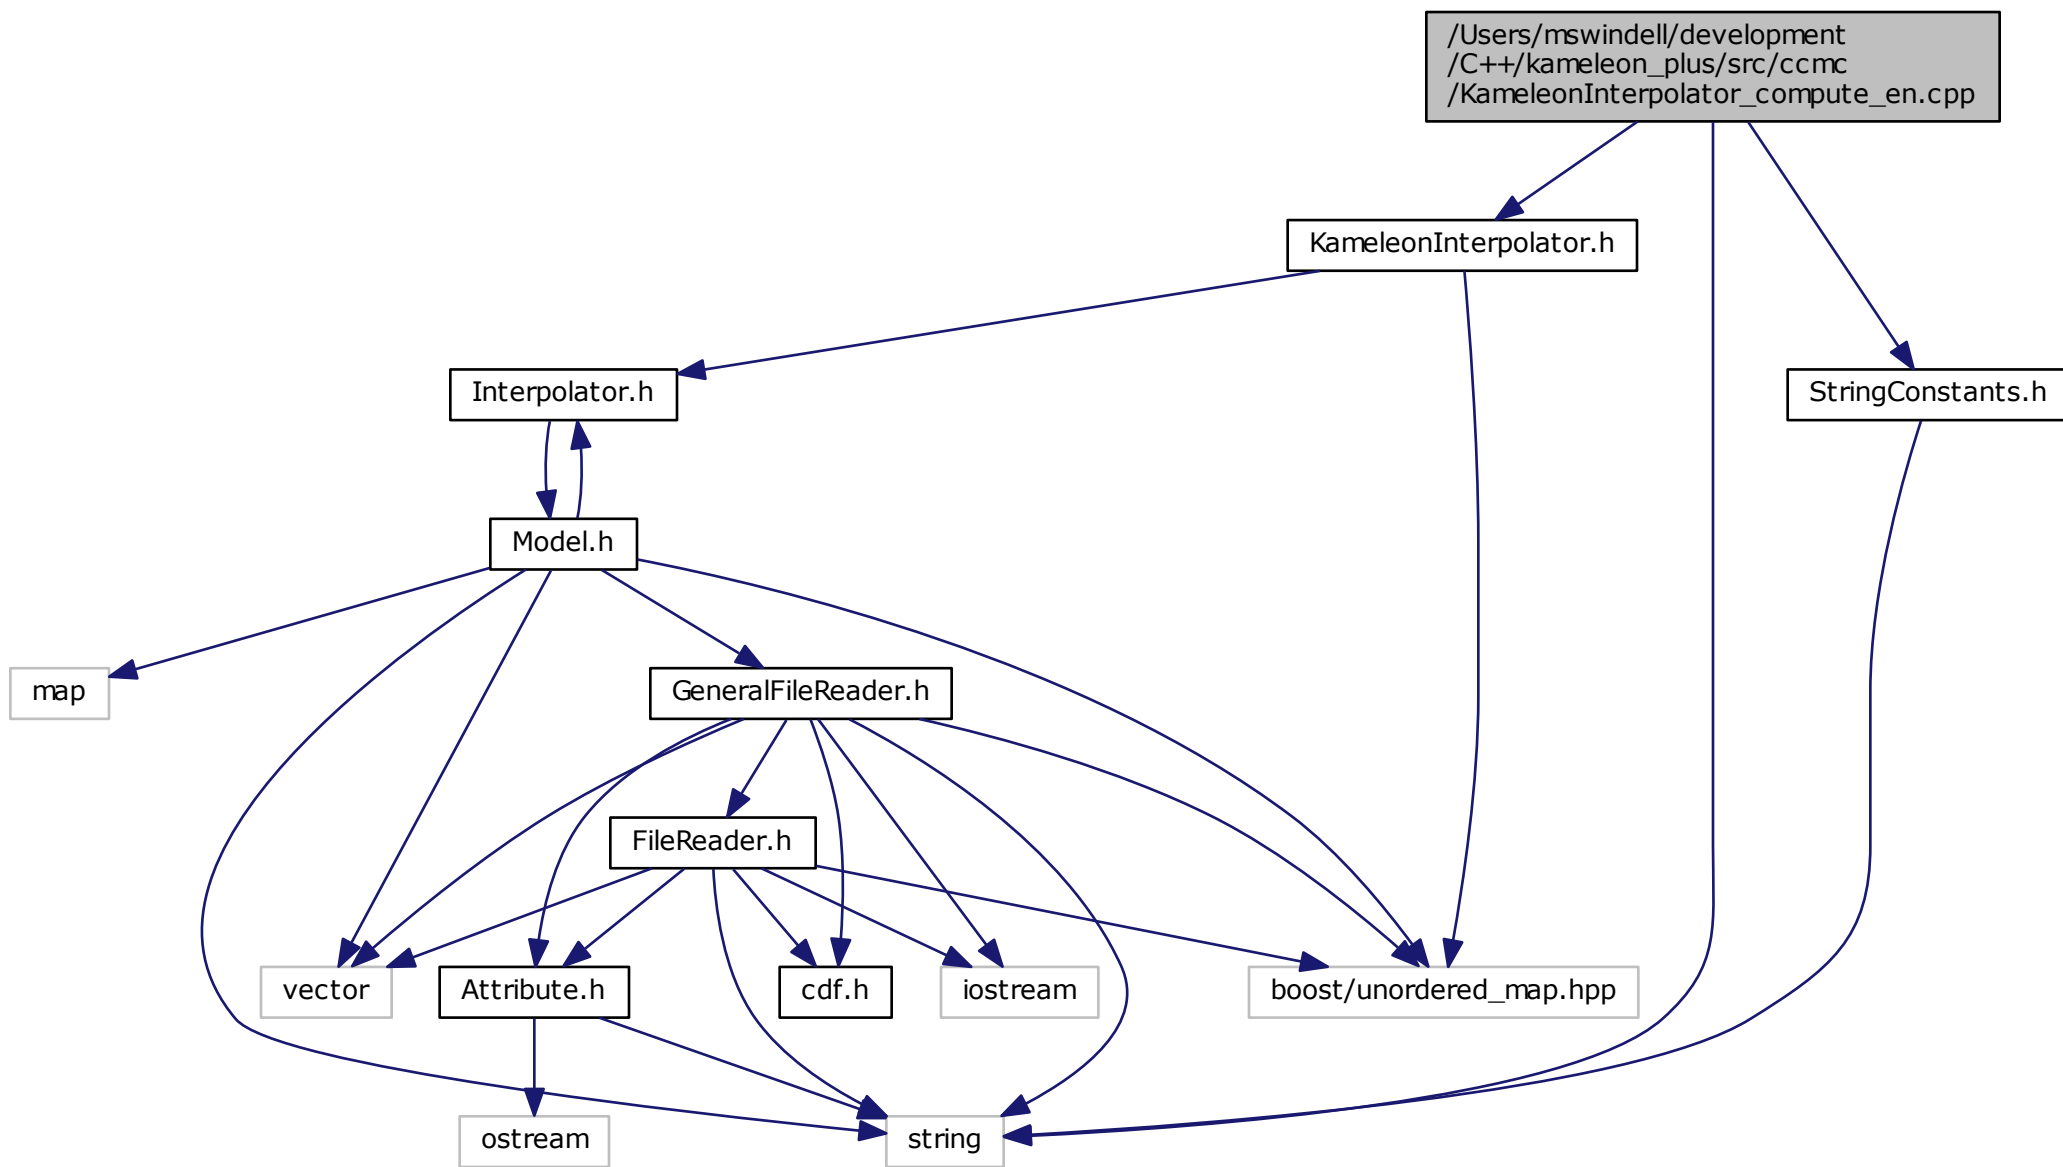 /Users/mswindell/development
/C++/kameleon_plus/src/ccmc
/KameleonInterpolator_compute_en.cpp
KameleonInterpolator.h
Interpolator.h
StringConstants.h
Model.h
map
GeneralFileReader.h
FileReader.h
vector
Attribute.h
cdf.h
iostream
boost/unordered_map.hpp
ostream
string